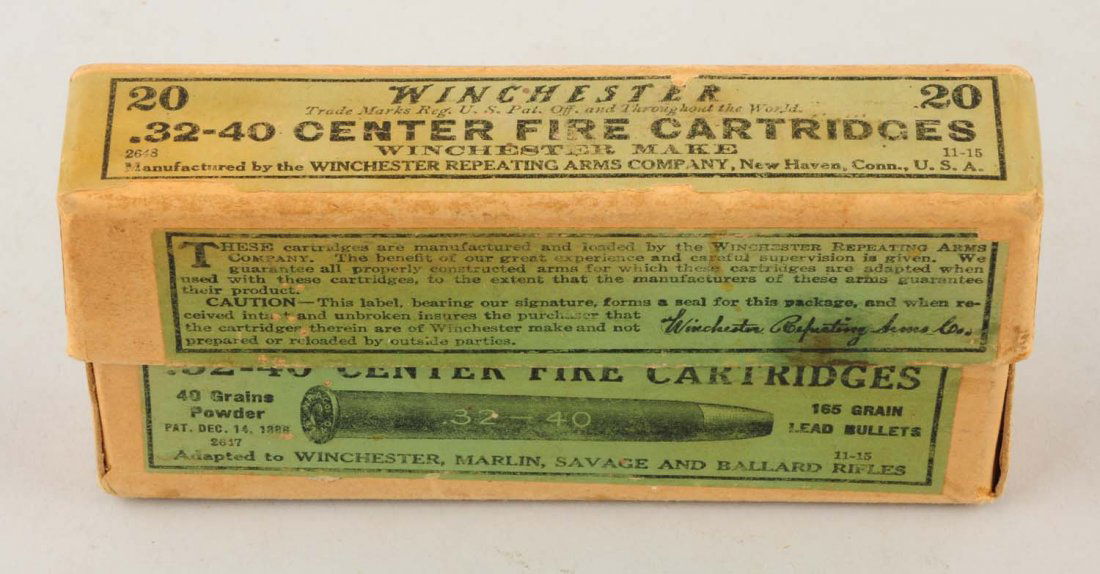 20 WINCHESTER 20
Trade Marks Reg. U. S. Pat. Off. and Throughout the World.
.32-40 CENTER FIRE CARTRIDGES
WINCHESTER MAKE
2648 11-15
Manufactured by the WINCHESTER REPEATING ARMS COMPANY, New Haven, Conn., U. S. A.
THESE cartridges are manufactured and loaded by the WINCHESTER REPEATING ARMS
COMPANY. The benefit of our great experience and careful supervision is given. We
guarantee all properly constructed arms for which these cartridges are adapted when
used with these cartridges, to the extent that the manufacturers of these arms guarantee
their product.
CAUTION—This label, bearing our signature, forms a seal for this package, and when re-
ceived intact and unbroken insures the purchaser that
the cartridges therein are of Winchester make and not
prepared or reloaded by outside parties.
Winchester Repeating Arms Co.
.32-40 CENTER FIRE CARTRIDGES
40 Grains
Powder
PAT. DEC. 14, 1886
2647
.32-40
165 GRAIN
LEAD BULLETS
11-15
Adapted to WINCHESTER, MARLIN, SAVAGE AND BALLARD RIFLES